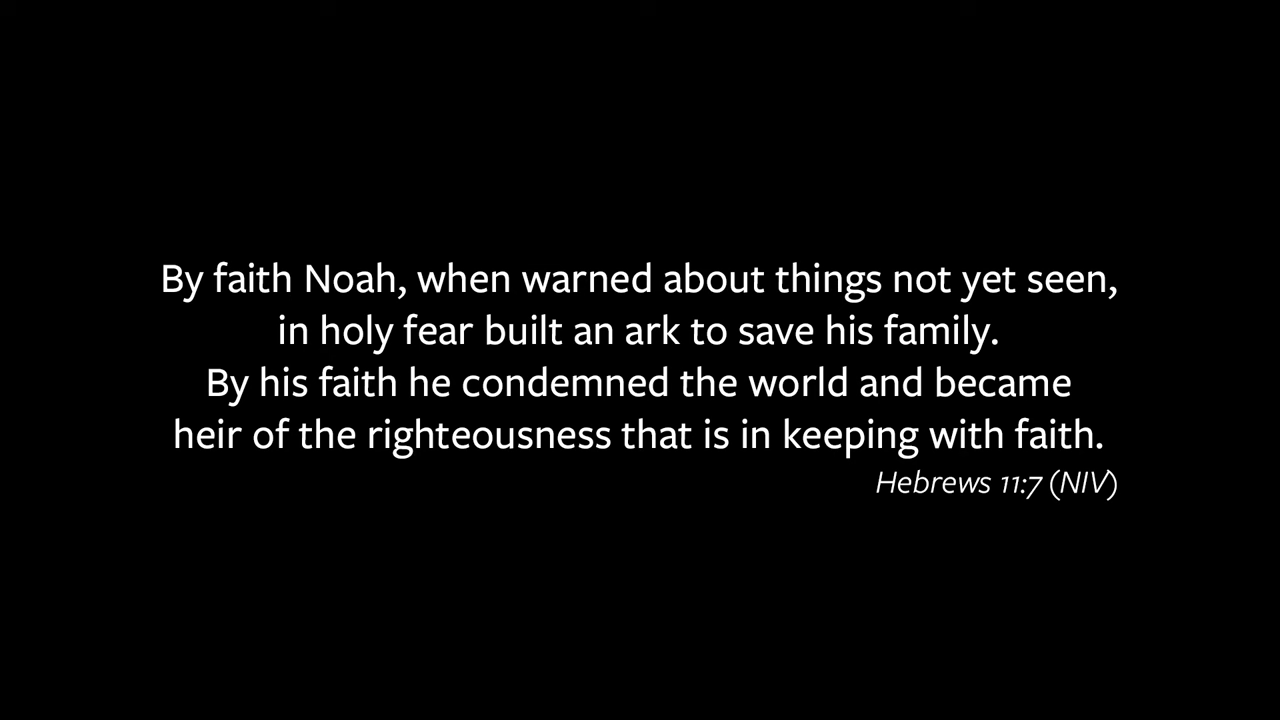 By faith Noah, when warned about things not yet seen,
in holy fear built an ark to save his family.
By his faith he condemned the world and became
heir of the righteousness that is in keeping with faith.
Hebrews 11:7 (NIV)